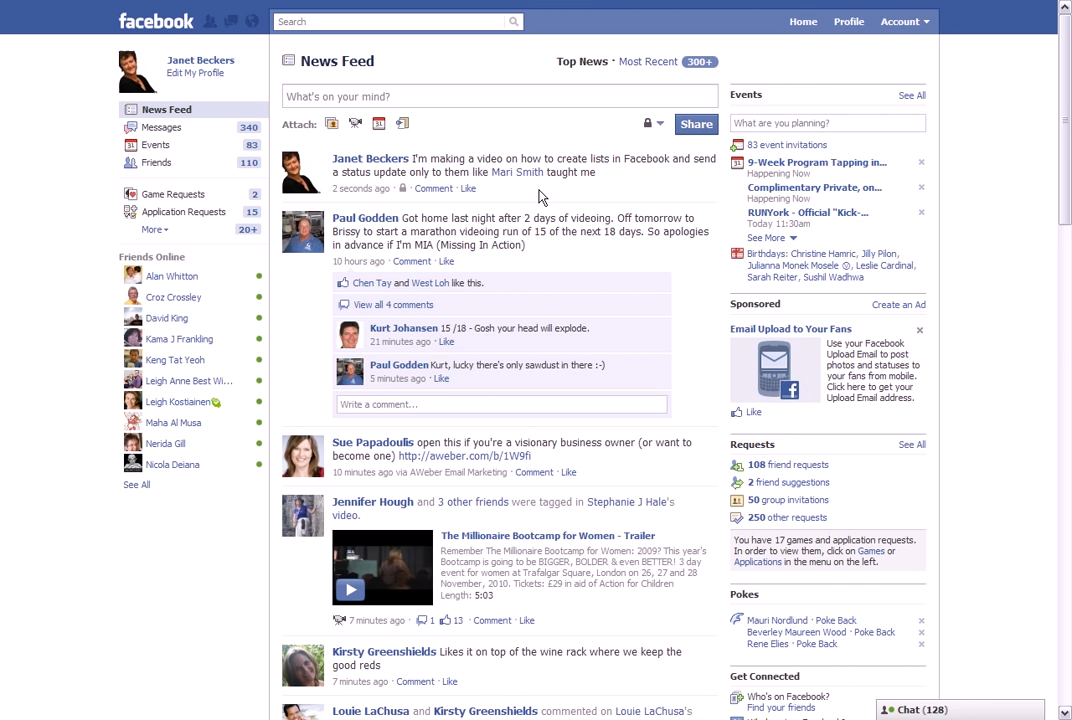 facebook
Search
Home
Profile
Account
Janet Beckers
Edit My Profile
News Feed
Messages 340
Events 83
Friends 110
Game Requests 2
Application Requests 15
More 20+
Friends Online
Alan Whitton
Croz Crossley
David King
Kama J Frankling
Keng Tat Yeoh
Leigh Anne Best Wi...
Leigh Kostiainen
Maha Al Musa
Nerida Gill
Nicola Deiana
See All
News Feed
Top News · Most Recent 300+
What's on your mind?
Attach:
31
Share
Janet Beckers I'm making a video on how to create lists in Facebook and send
a status update only to them like Mari Smith taught me
2 seconds ago · Comment · Like
Paul Godden Got home last night after 2 days of videoing. Off tomorrow to
Brissy to start a marathon videoing run of 15 of the next 18 days. So apologies
in advance if I'm MIA (Missing In Action)
10 hours ago · Comment · Like
Chen Tay and West Loh like this.
View all 4 comments
Kurt Johansen 15 /18 - Gosh your head will explode.
21 minutes ago · Like
Paul Godden Kurt, lucky there's only sawdust in there :-)
5 minutes ago · Like
Write a comment...
Sue Papadoulis open this if you're a visionary business owner (or want to
become one) http://aweber.com/b/1W9fi
10 minutes ago via AWeber Email Marketing · Comment · Like
Jennifer Hough and 3 other friends were tagged in Stephanie J Hale's
video.
The Millionaire Bootcamp for Women - Trailer
Remember The Millionaire Bootcamp for Women: 2009? This year's
Bootcamp is going to be BIGGER, BOLDER & even BETTER! 3 day
event for women at Trafalgar Square, London on 26, 27 and 28
November, 2010. Tickets: £29 in aid of Action for Children
Length: 5:03
7 minutes ago · 1 13 · Comment · Like
Kirsty Greenshields Likes it on top of the wine rack where we keep the
good reds
7 minutes ago · Comment · Like
Louie LaChusa and Kirsty Greenshields commented on Louie LaChusa's
Events
See All
What are you planning?
83 event invitations
31 9-Week Program Tapping in...
Happening Now
Complimentary Private, on...
Happening Now
RUNYork - Official "Kick-...
Today 11:30am
See More
Birthdays: Christine Hamric, Jilly Pilon,
Julianna Monek Mosele ☺, Leslie Cardinal,
Sarah Reiter, Sushil Wadhwa
Sponsored
Create an Ad
Email Upload to Your Fans
Use your Facebook
Upload Email to post
photos and statuses to
your fans from mobile.
Click here to get your
Upload Email address.
f
Like
Requests
See All
108 friend requests
2 friend suggestions
50 group invitations
250 other requests
You have 17 games and application requests.
In order to view them, click on Games or
Applications in the menu on the left.
Pokes
Mauri Nordlund · Poke Back
Beverley Maureen Wood · Poke Back
Rene Elies · Poke Back
Get Connected
Who's on Facebook?
Find your friends
Chat (128)